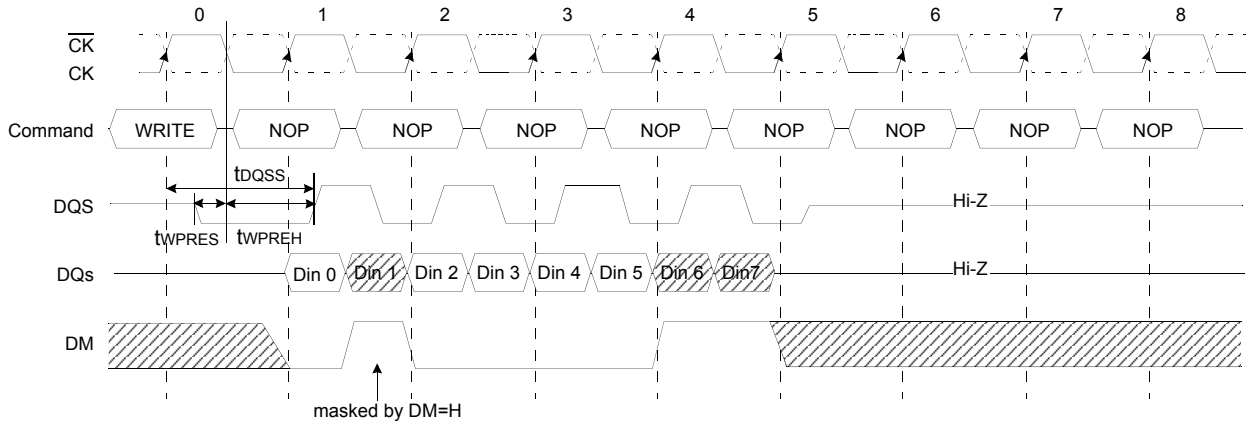 0 1 2 3 4 5 6 7 8
CK
CK
Command WRITE NOP NOP NOP NOP NOP NOP NOP NOP
tDQSS
DQS Hi-Z
tWPRES tWPREH
DQs Din 0 Din 1 Din 2 Din 3 Din 4 Din 5 Din 6 Din7 Hi-Z
DM
masked by DM=H